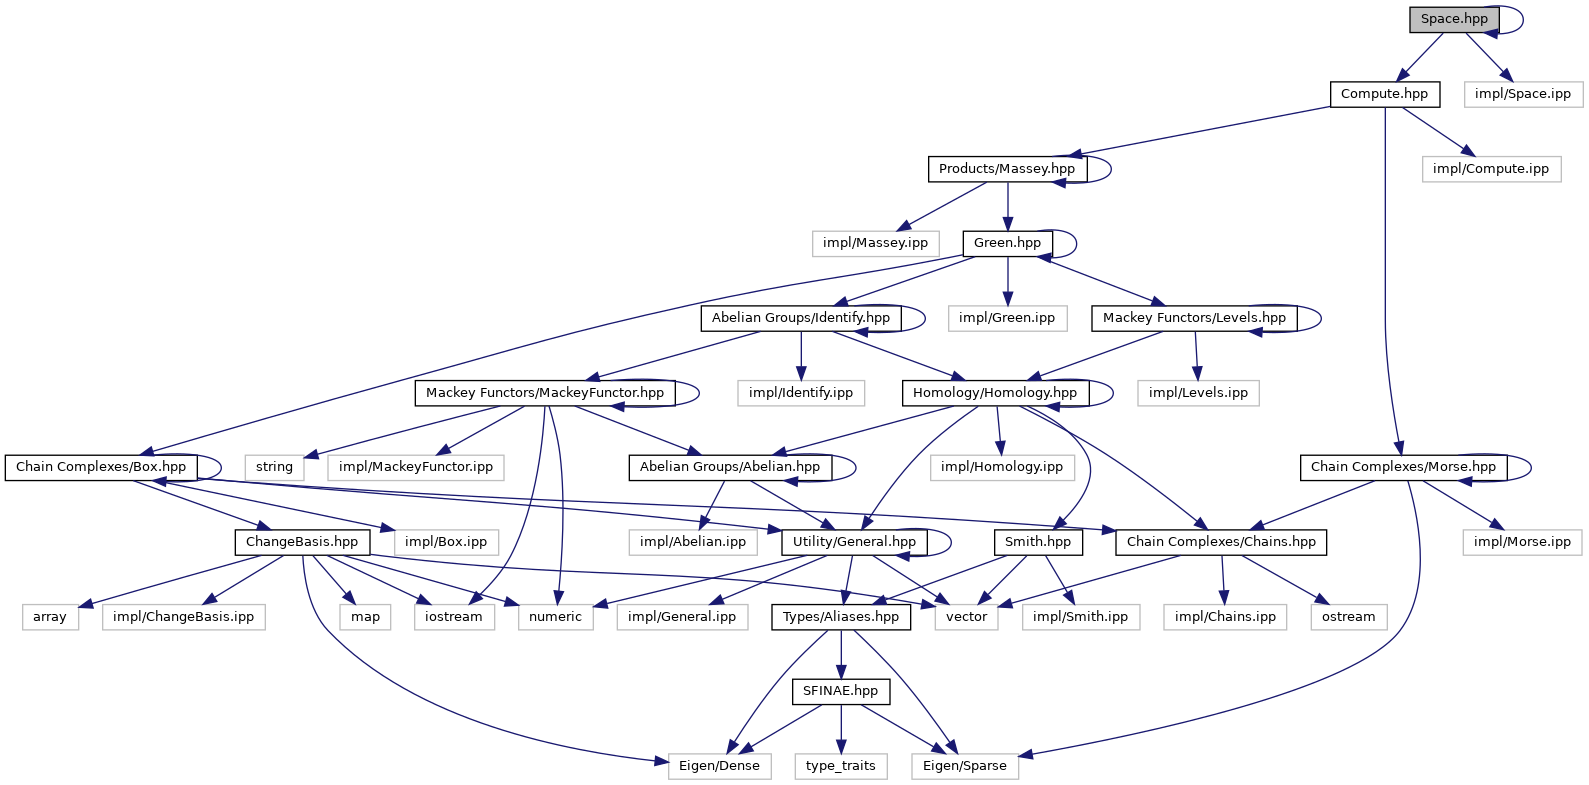 Space.hpp
Compute.hpp
impl/Space.ipp
Products/Massey.hpp
impl/Compute.ipp
impl/Massey.ipp
Green.hpp
Abelian Groups/Identify.hpp
impl/Green.ipp
Mackey Functors/Levels.hpp
Mackey Functors/MackeyFunctor.hpp
impl/Identify.ipp
Homology/Homology.hpp
impl/Levels.ipp
Chain Complexes/Box.hpp
string
impl/MackeyFunctor.ipp
Abelian Groups/Abelian.hpp
impl/Homology.ipp
Chain Complexes/Morse.hpp
ChangeBasis.hpp
impl/Box.ipp
impl/Abelian.ipp
Utility/General.hpp
Smith.hpp
Chain Complexes/Chains.hpp
impl/Morse.ipp
array
impl/ChangeBasis.ipp
map
iostream
numeric
impl/General.ipp
Types/Aliases.hpp
vector
impl/Smith.ipp
impl/Chains.ipp
ostream
SFINAE.hpp
Eigen/Dense
type_traits
Eigen/Sparse